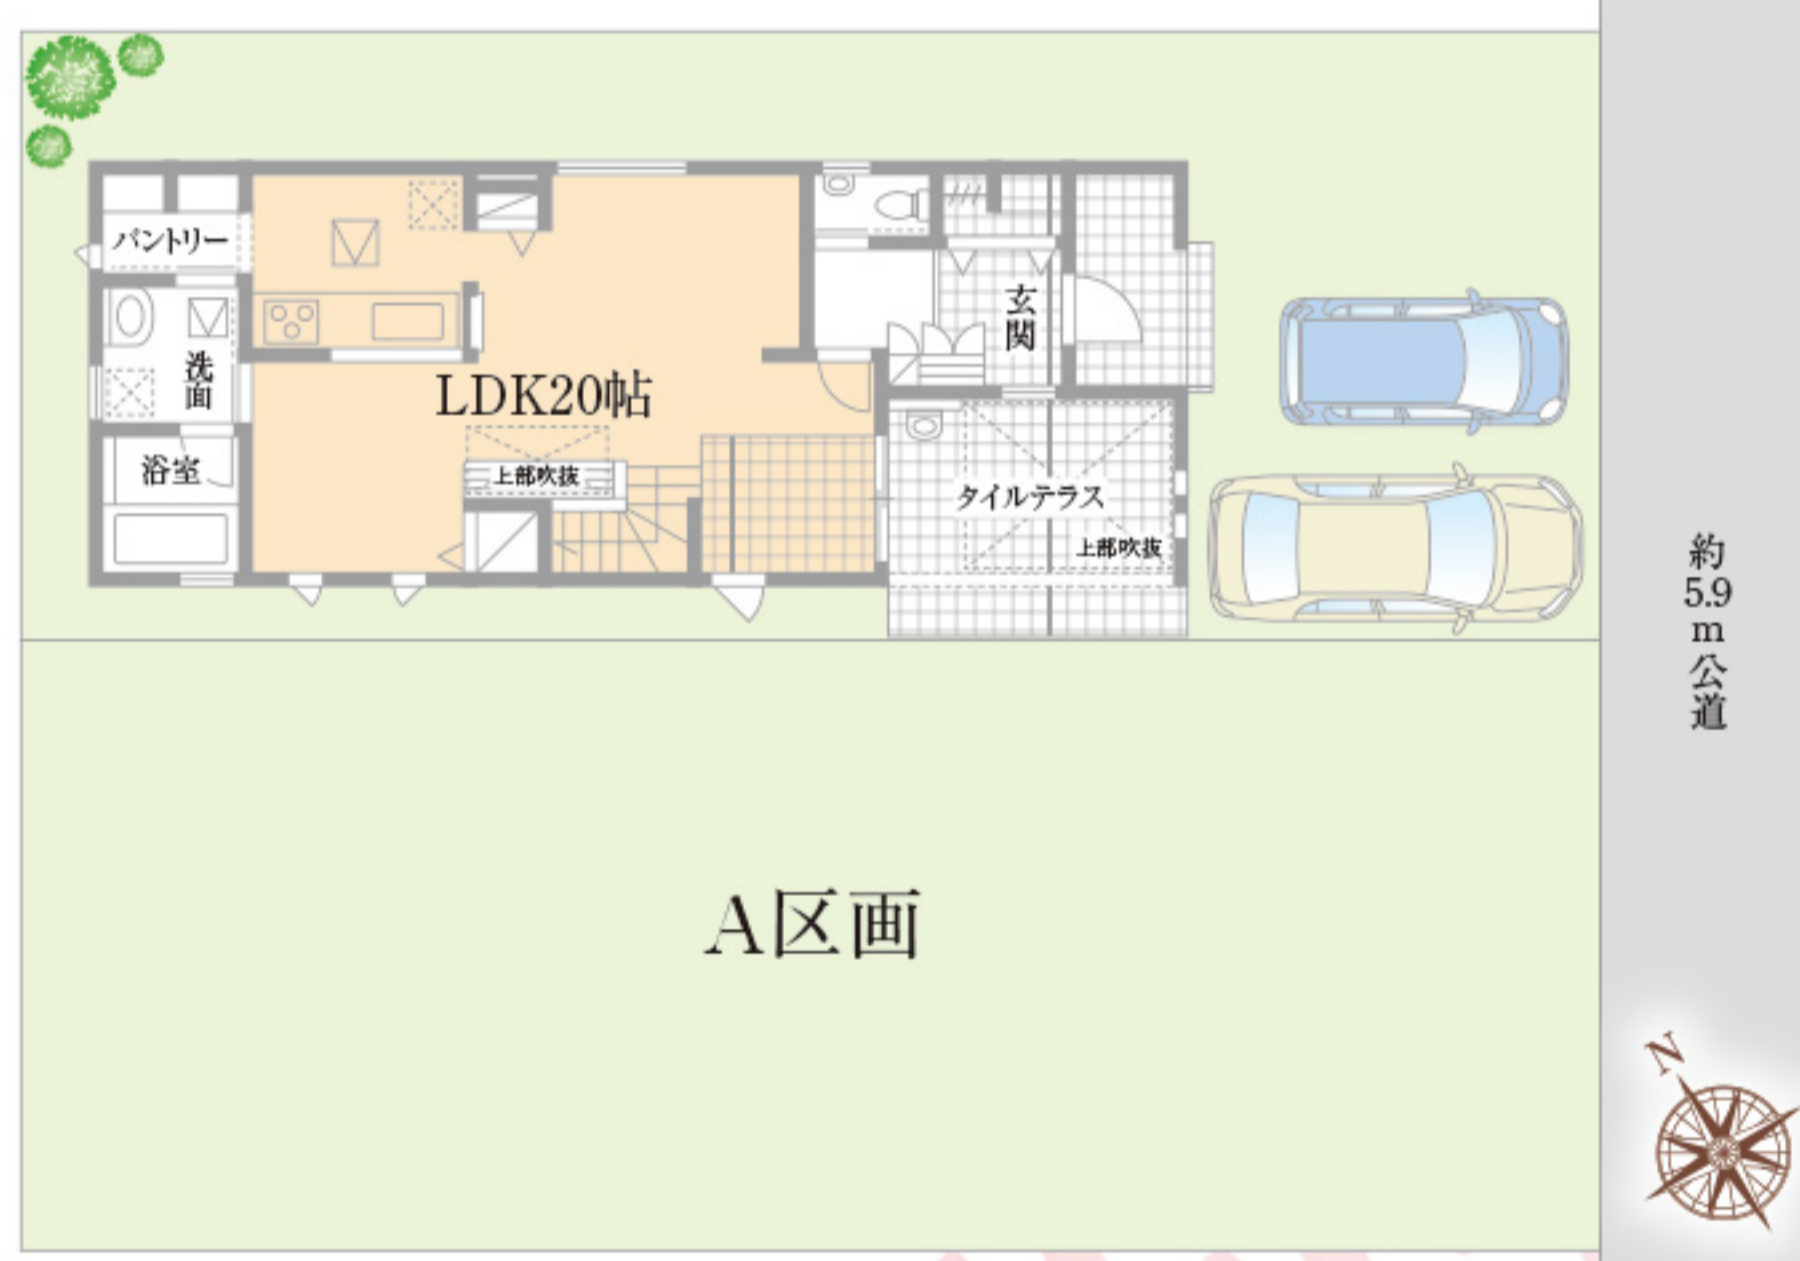 パントリー
玄関
洗面
LDK20帖
浴室
上部吹抜
タイルテラス
上部吹抜
約5.9m公道
A区画
N